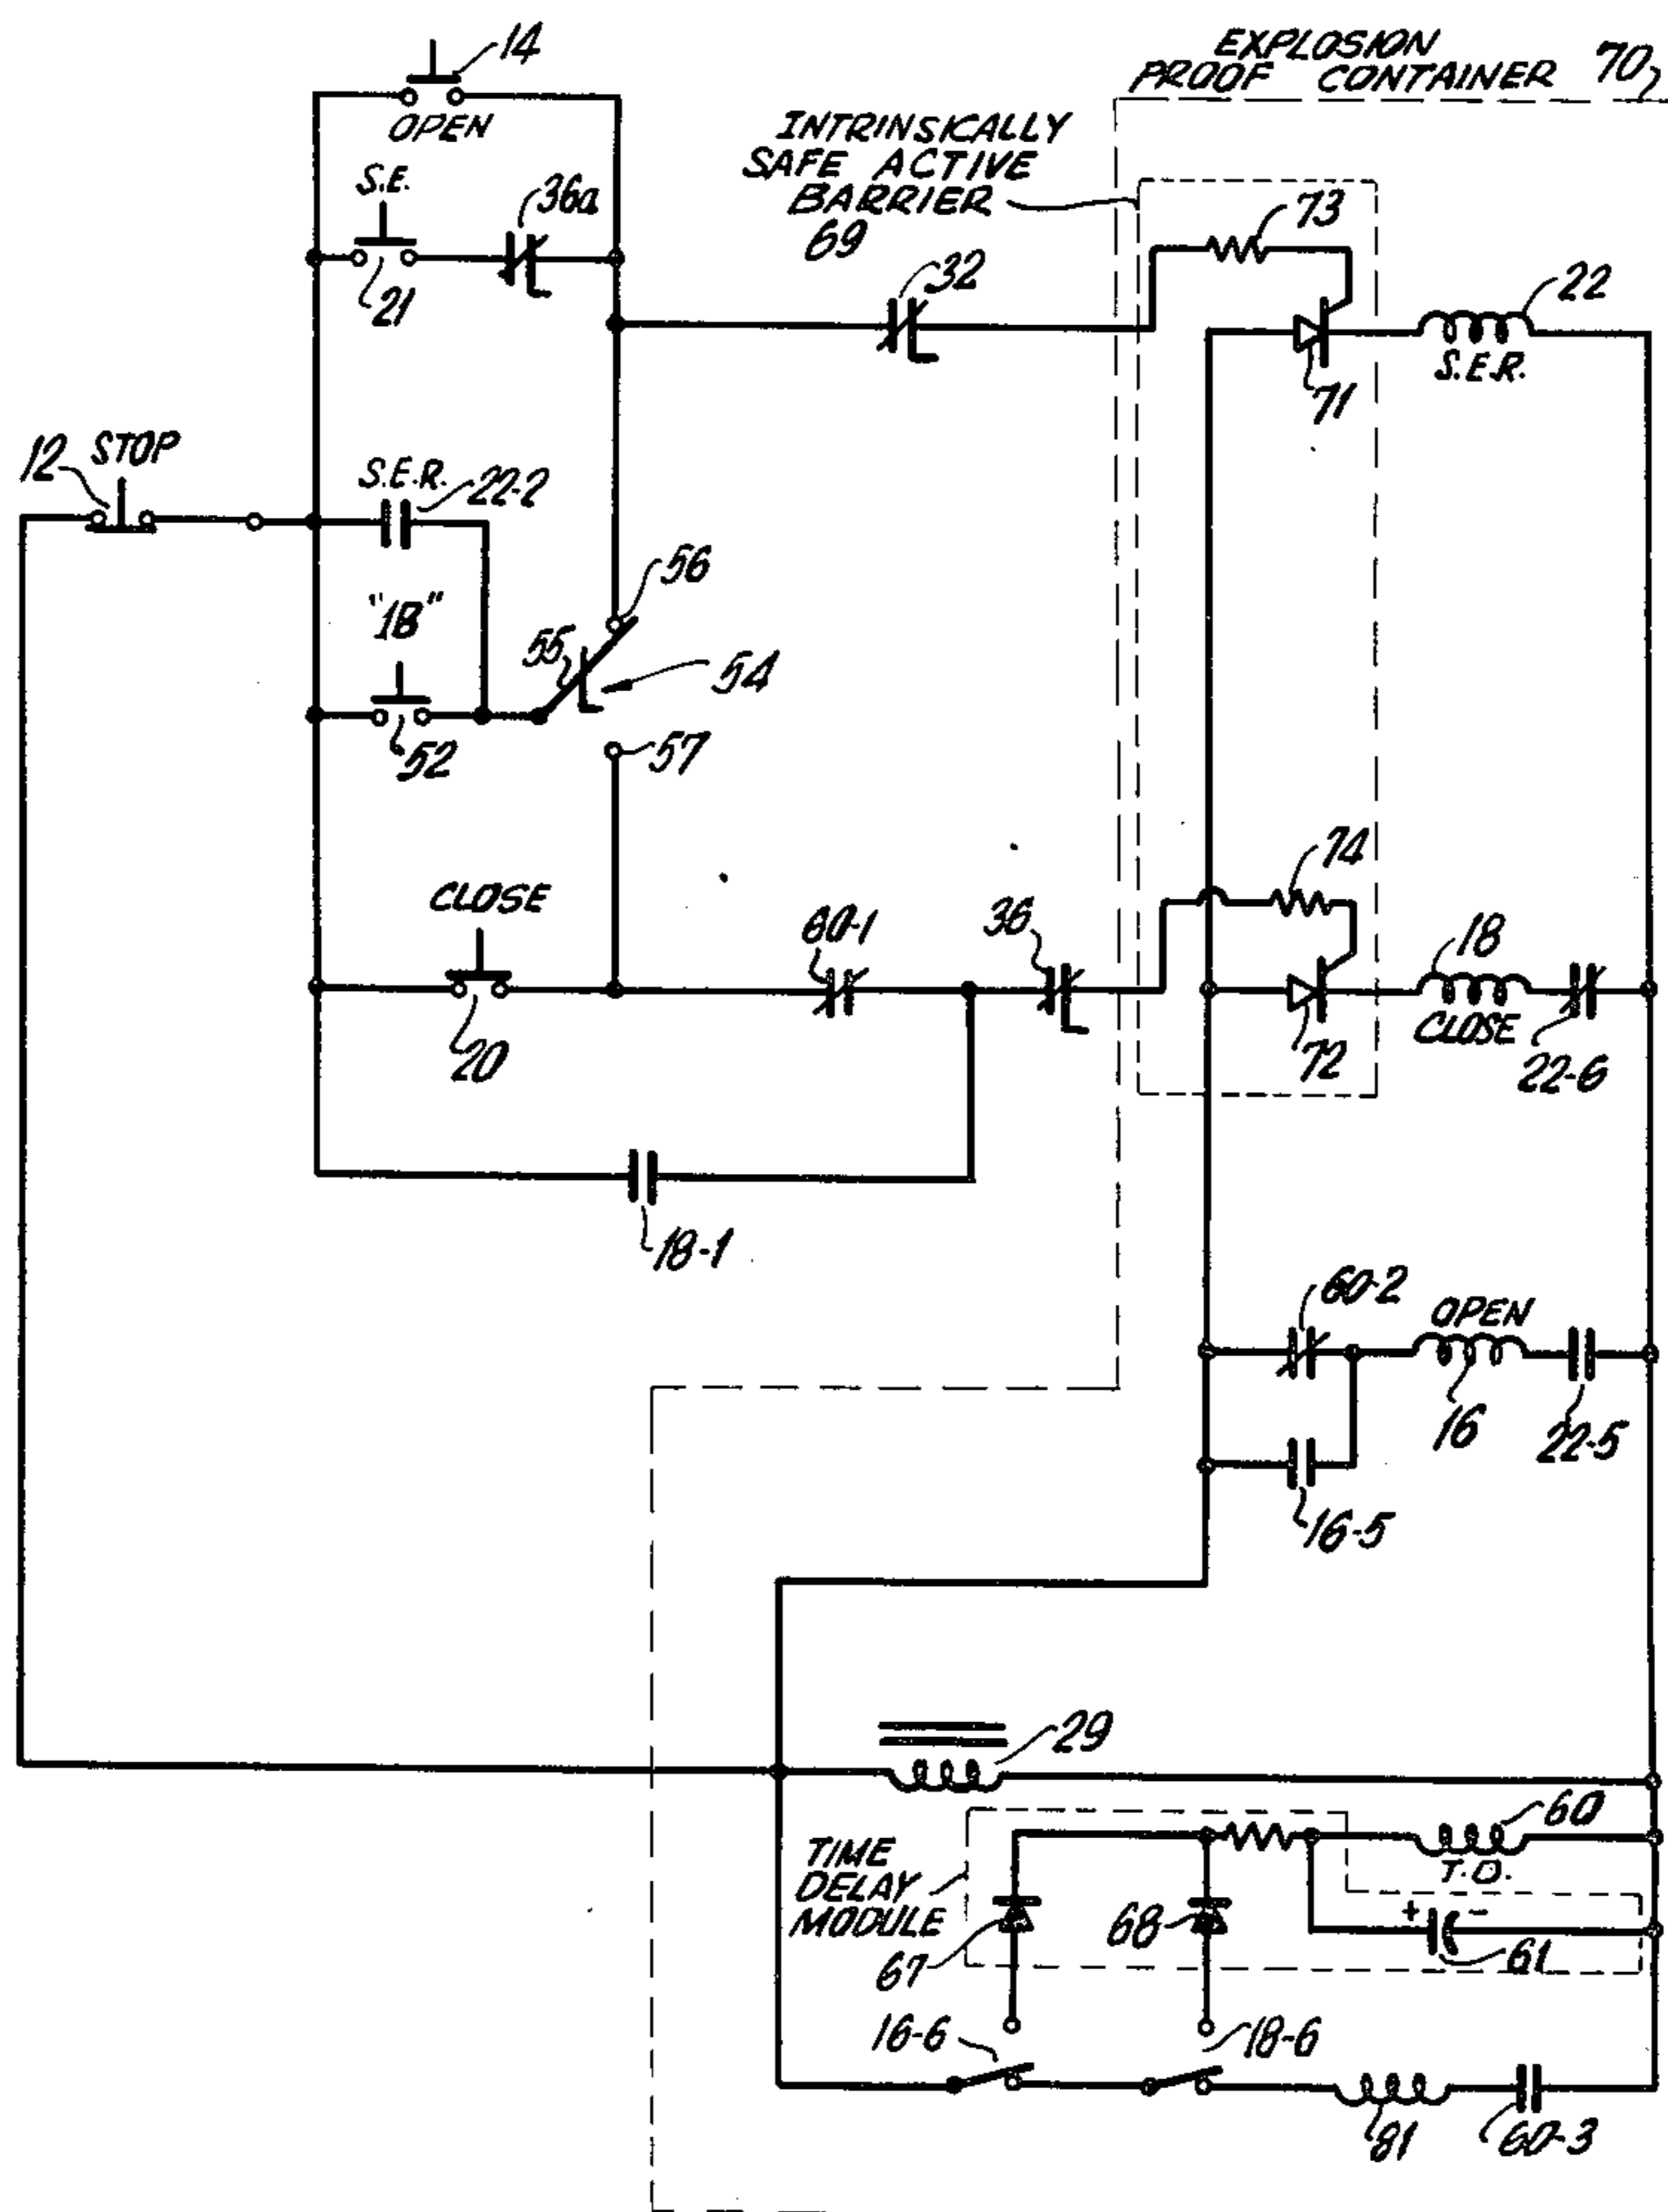 EXPLOSION
PROOF CONTAINER 70
14
OPEN
INTRINSICALLY
SAFE ACTIVE
BARRIER
69
S.E.
36a
73
21
32
22
S.E.R.
71
12 STOP
S.E.R.
22-2
"1B"
56
55
54
52
57
74
CLOSE
60-1
36
18
CLOSE
20
72
22-6
18-1
60-2
OPEN
16
22-5
16-5
29
60
TIME
DELAY
MODULE
T.D.
+ -
68
67
61
16-6
18-6
81
60-3